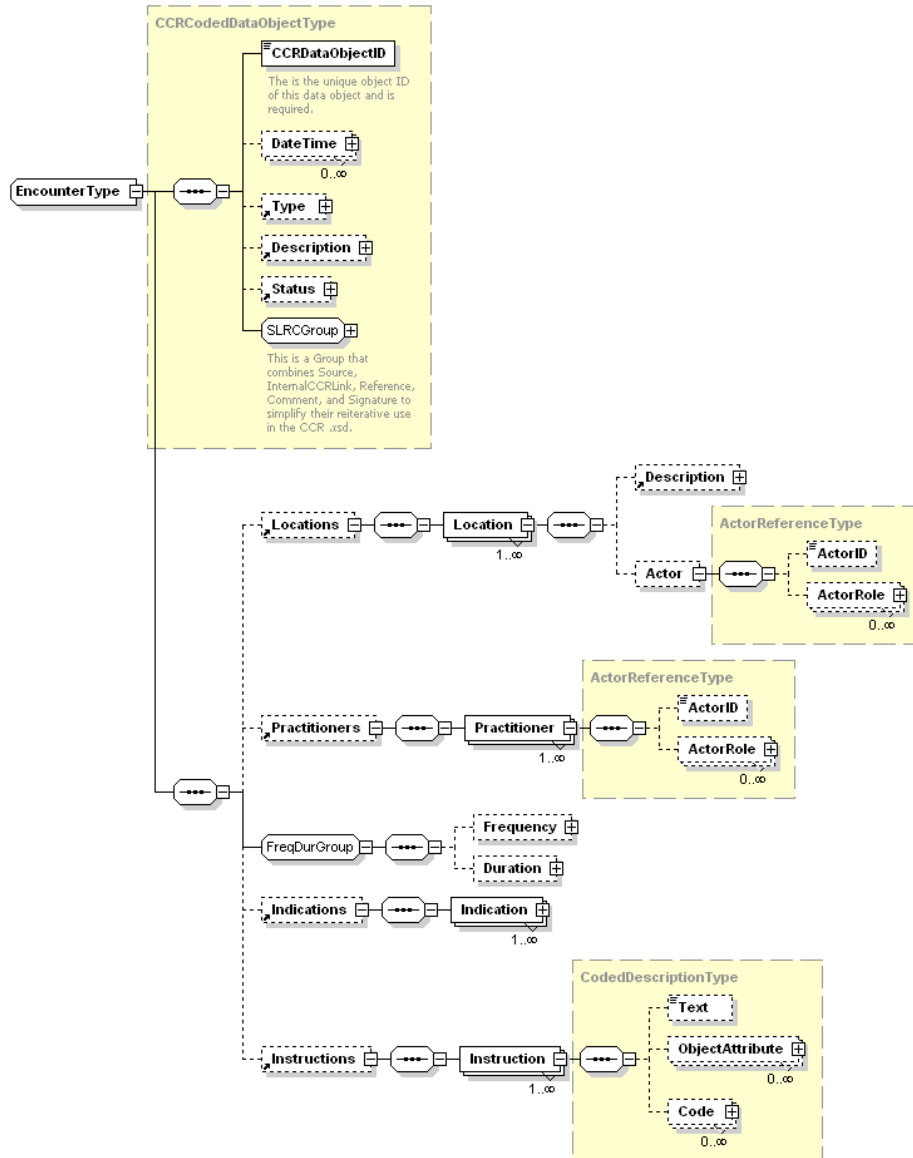 CCRCodedDataObjectType
CCRDataObjectID
The is the unique object ID
of this data object and is
required.
DateTime
0..∞
EncounterType
Type
Description
Status
SLRCGroup
This is a Group that
combines Source,
InternalCCRLink, Reference,
Comment, and Signature to
simplify their reiterative use
in the CCR .xsd.
Description
Locations
Location
1..∞
ActorReferenceType
ActorID
Actor
ActorRole
0..∞
ActorReferenceType
ActorID
Practitioners
Practitioner
1..∞
ActorRole
0..∞
Frequency
FreqDurGroup
Duration
Indications
Indication
1..∞
CodedDescriptionType
Text
Instructions
Instruction
1..∞
ObjectAttribute
0..∞
Code
0..∞